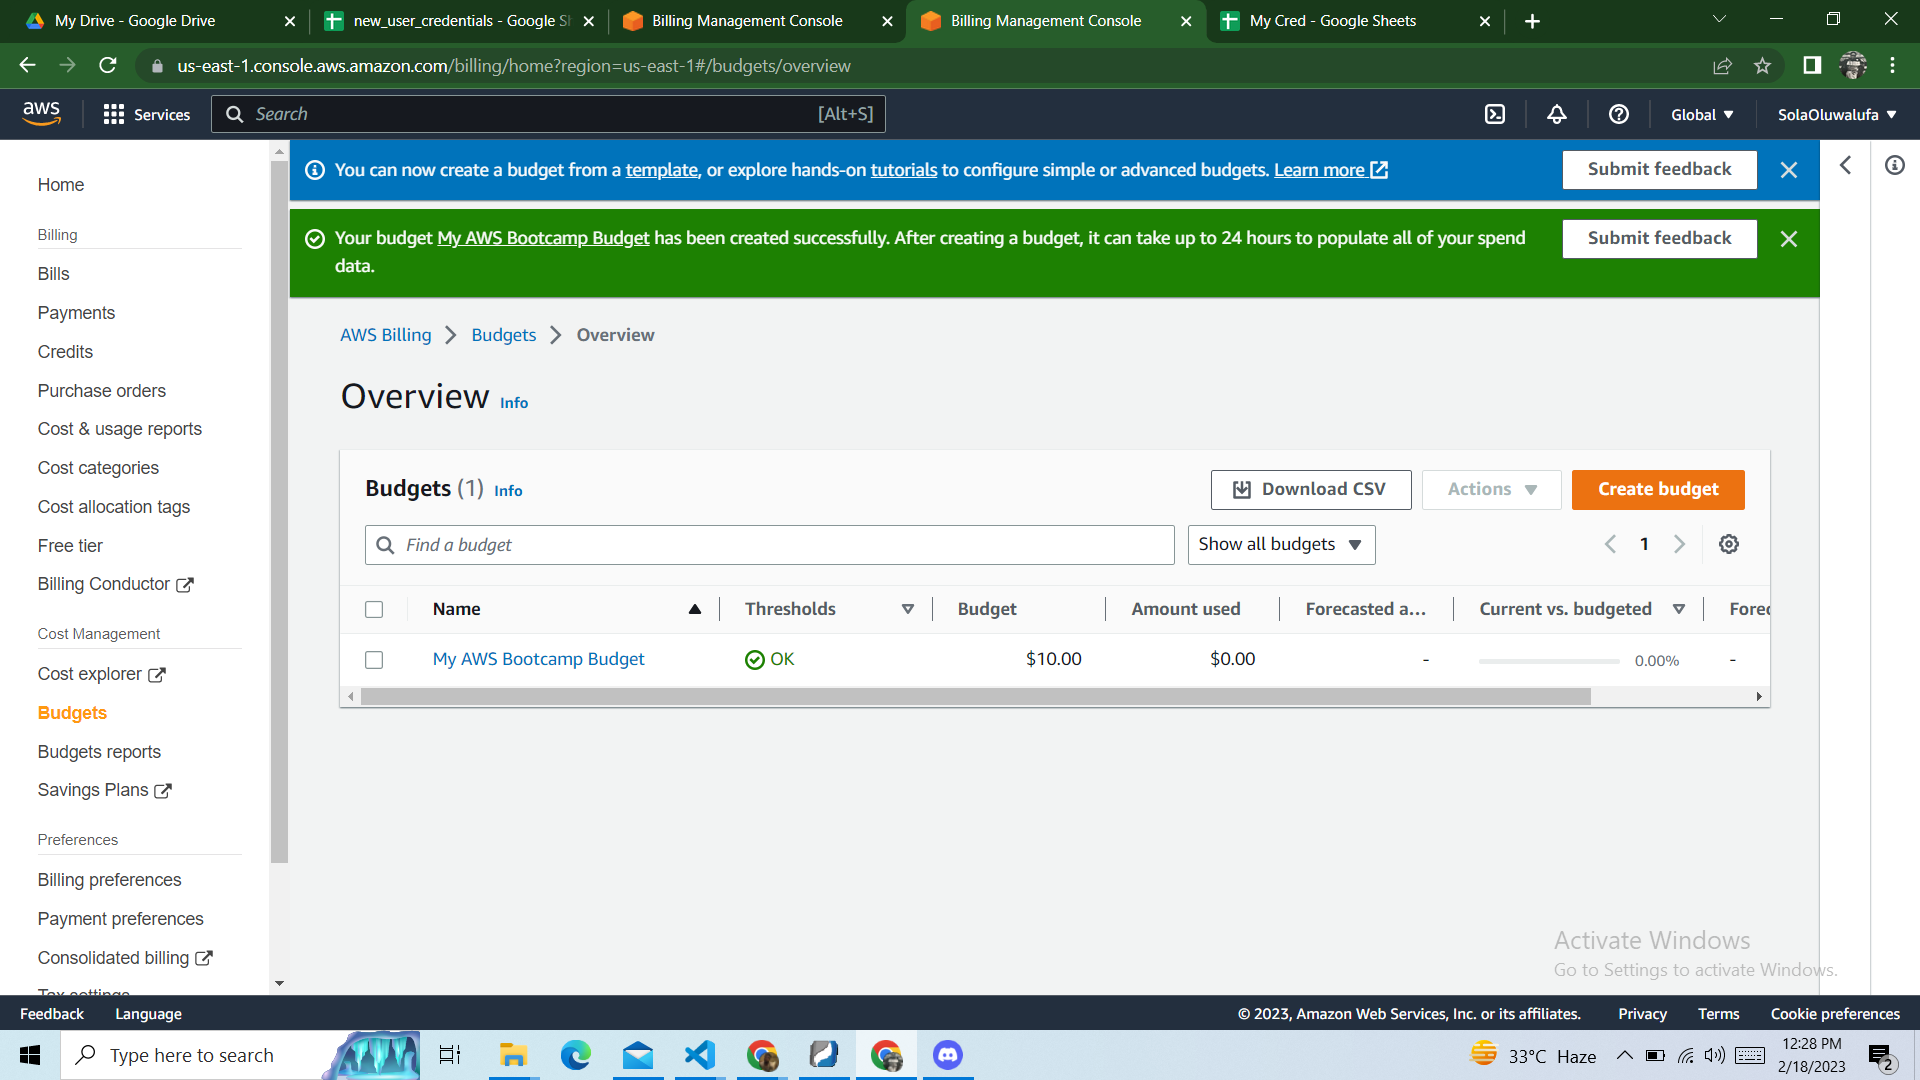 My Drive - Google Drive
new_user_credentials - Google Sh
Billing Management Console
Billing Management Console
My Cred - Google Sheets
us-east-1.console.aws.amazon.com/billing/home?region=us-east-1#/budgets/overview
aws
Services
Search
[Alt+S]
Global
SolaOluwalufa
Home
Billing
Bills
Payments
Credits
Purchase orders
Cost & usage reports
Cost categories
Cost allocation tags
Free tier
Billing Conductor
Cost Management
Cost explorer
Budgets
Budgets reports
Savings Plans
Preferences
Billing preferences
Payment preferences
Consolidated billing
Tax settings
You can now create a budget from a template, or explore hands-on tutorials to configure simple or advanced budgets. Learn more
Submit feedback
Your budget My AWS Bootcamp Budget has been created successfully. After creating a budget, it can take up to 24 hours to populate all of your spend
data.
Submit feedback
AWS Billing
Budgets
Overview
Overview Info
Budgets (1) Info
Download CSV
Actions
Create budget
Find a budget
Show all budgets
1
Name Thresholds Budget Amount used Forecasted a... Current vs. budgeted Forec
My AWS Bootcamp Budget OK $10.00 $0.00 - 0.00% -
Activate Windows
Go to Settings to activate Windows.
Feedback Language © 2023, Amazon Web Services, Inc. or its affiliates. Privacy Terms Cookie preferences
Type here to search
33°C Haze
12:28 PM
2/18/2023
2